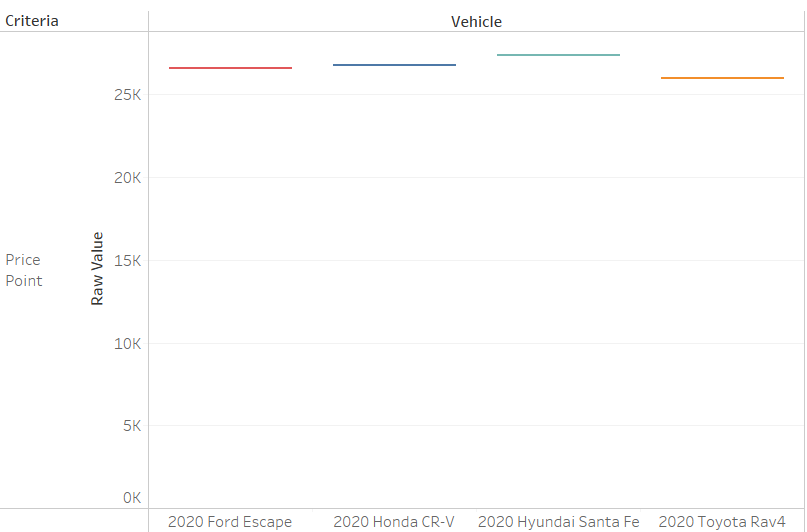 Criteria
Vehicle
25K
20K
15K
10K
5K
0K
Raw Value
Price
Point
2020 Ford Escape
2020 Honda CR-V
2020 Hyundai Santa Fe
2020 Toyota Rav4